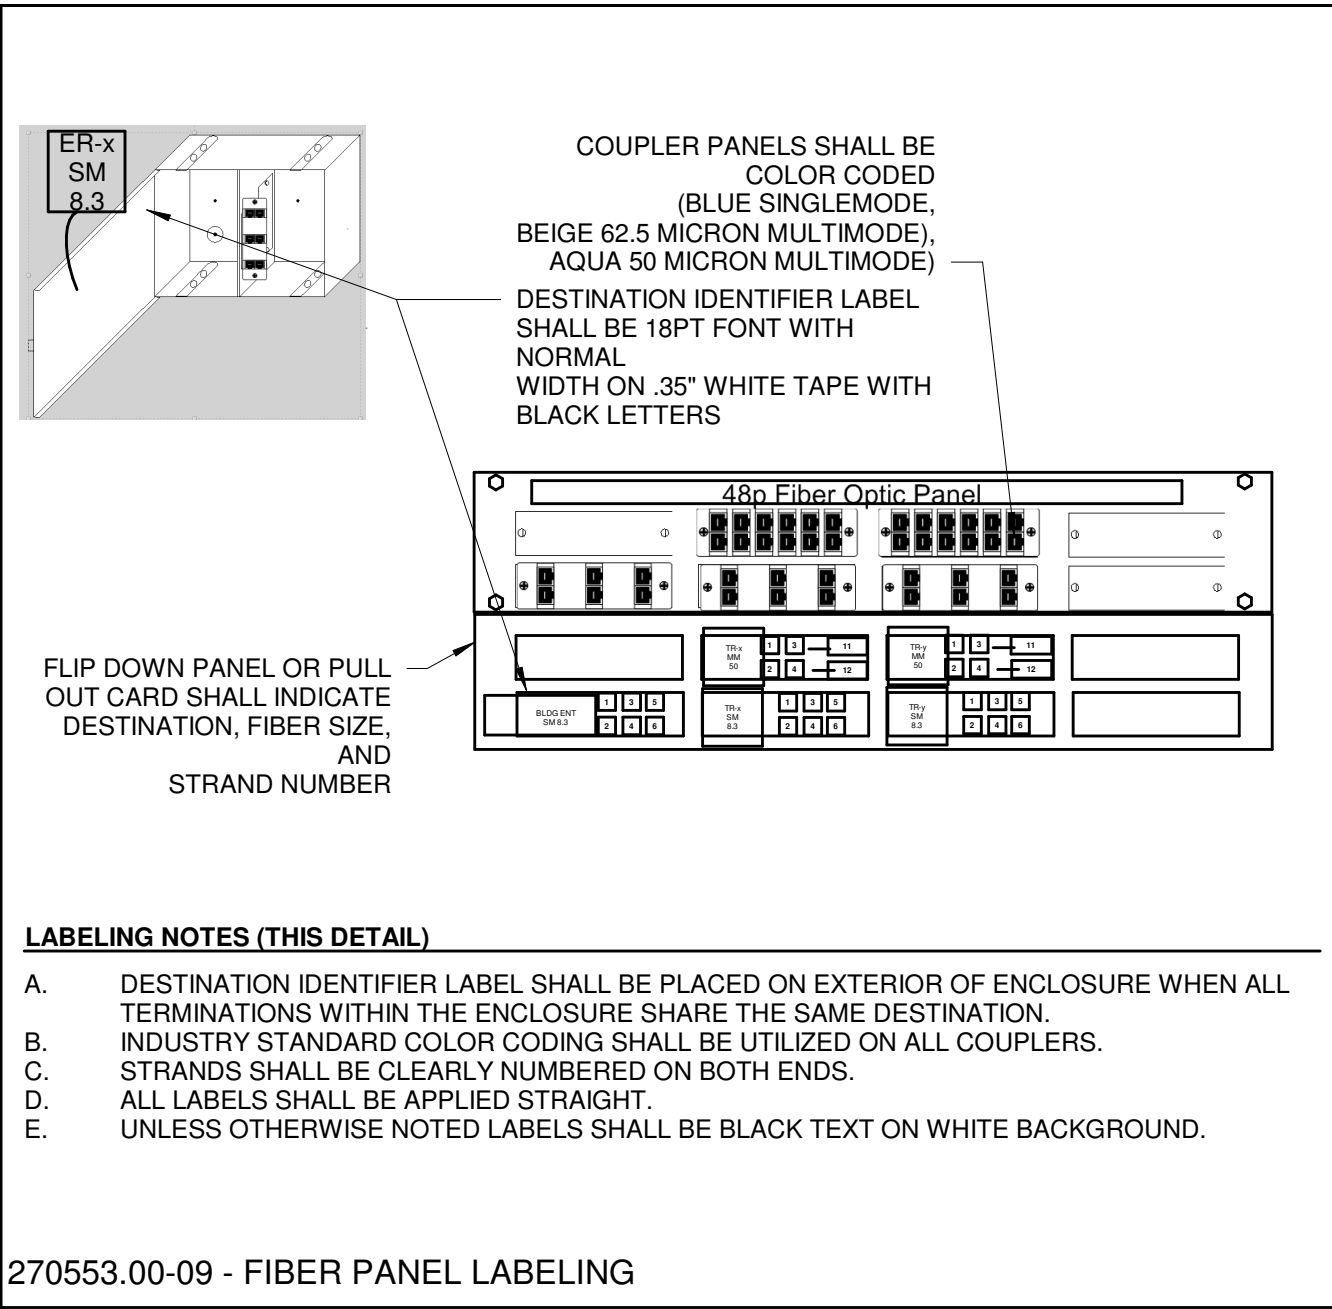 ER-x
SM
8.3
COUPLER PANELS SHALL BE
COLOR CODED
(BLUE SINGLEMODE,
BEIGE 62.5 MICRON MULTIMODE),
AQUA 50 MICRON MULTIMODE)
DESTINATION IDENTIFIER LABEL
SHALL BE 18PT FONT WITH
NORMAL
WIDTH ON .35" WHITE TAPE WITH
BLACK LETTERS
48p Fiber Optic Panel
FLIP DOWN PANEL OR PULL
OUT CARD SHALL INDICATE
DESTINATION, FIBER SIZE,
AND
STRAND NUMBER
TR-x
MM
50
1 3 11
2 4 12
TR-y
MM
50
1 3 11
2 4 12
BLDG ENT
SM 8.3
1 3 5
2 4 6
TR-x
SM
8.3
1 3 5
2 4 6
TR-y
SM
8.3
1 3 5
2 4 6
LABELING NOTES (THIS DETAIL)
A. DESTINATION IDENTIFIER LABEL SHALL BE PLACED ON EXTERIOR OF ENCLOSURE WHEN ALL
TERMINATIONS WITHIN THE ENCLOSURE SHARE THE SAME DESTINATION.
B. INDUSTRY STANDARD COLOR CODING SHALL BE UTILIZED ON ALL COUPLERS.
C. STRANDS SHALL BE CLEARLY NUMBERED ON BOTH ENDS.
D. ALL LABELS SHALL BE APPLIED STRAIGHT.
E. UNLESS OTHERWISE NOTED LABELS SHALL BE BLACK TEXT ON WHITE BACKGROUND.
270553.00-09 - FIBER PANEL LABELING